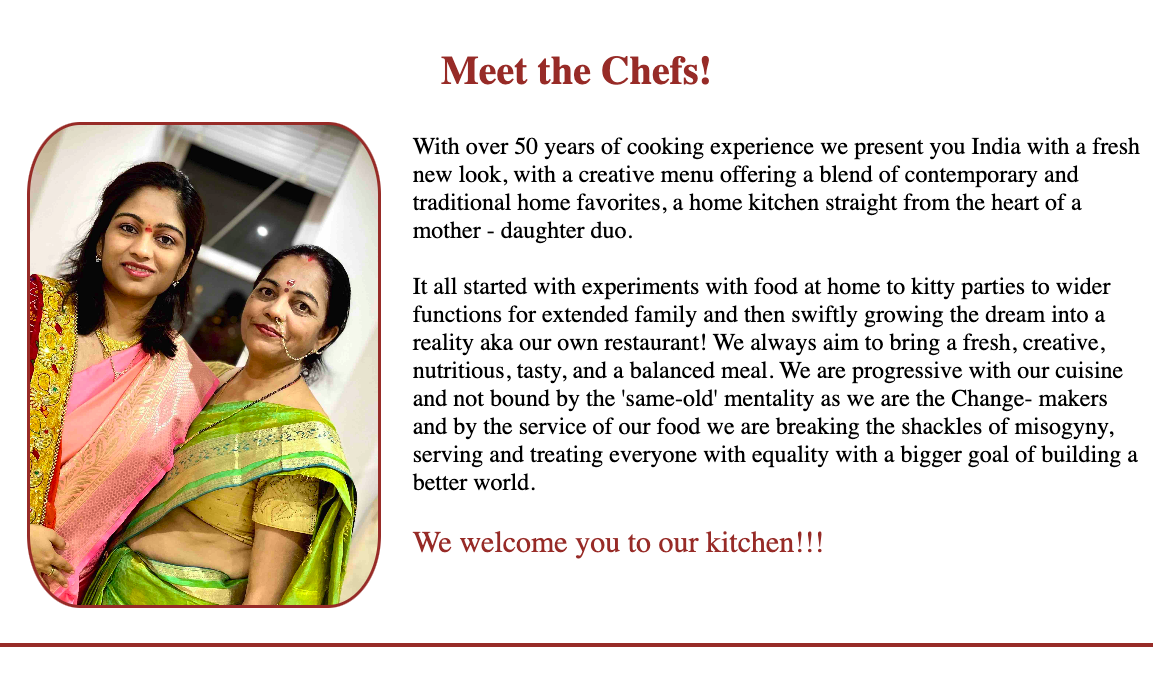 Meet the Chefs!
With over 50 years of cooking experience we present you India with a fresh
new look, with a creative menu offering a blend of contemporary and
traditional home favorites, a home kitchen straight from the heart of a
mother - daughter duo.
It all started with experiments with food at home to kitty parties to wider
functions for extended family and then swiftly growing the dream into a
reality aka our own restaurant! We always aim to bring a fresh, creative,
nutritious, tasty, and a balanced meal. We are progressive with our cuisine
and not bound by the 'same-old' mentality as we are the Change- makers
and by the service of our food we are breaking the shackles of misogyny,
serving and treating everyone with equality with a bigger goal of building a
better world.
We welcome you to our kitchen!!!